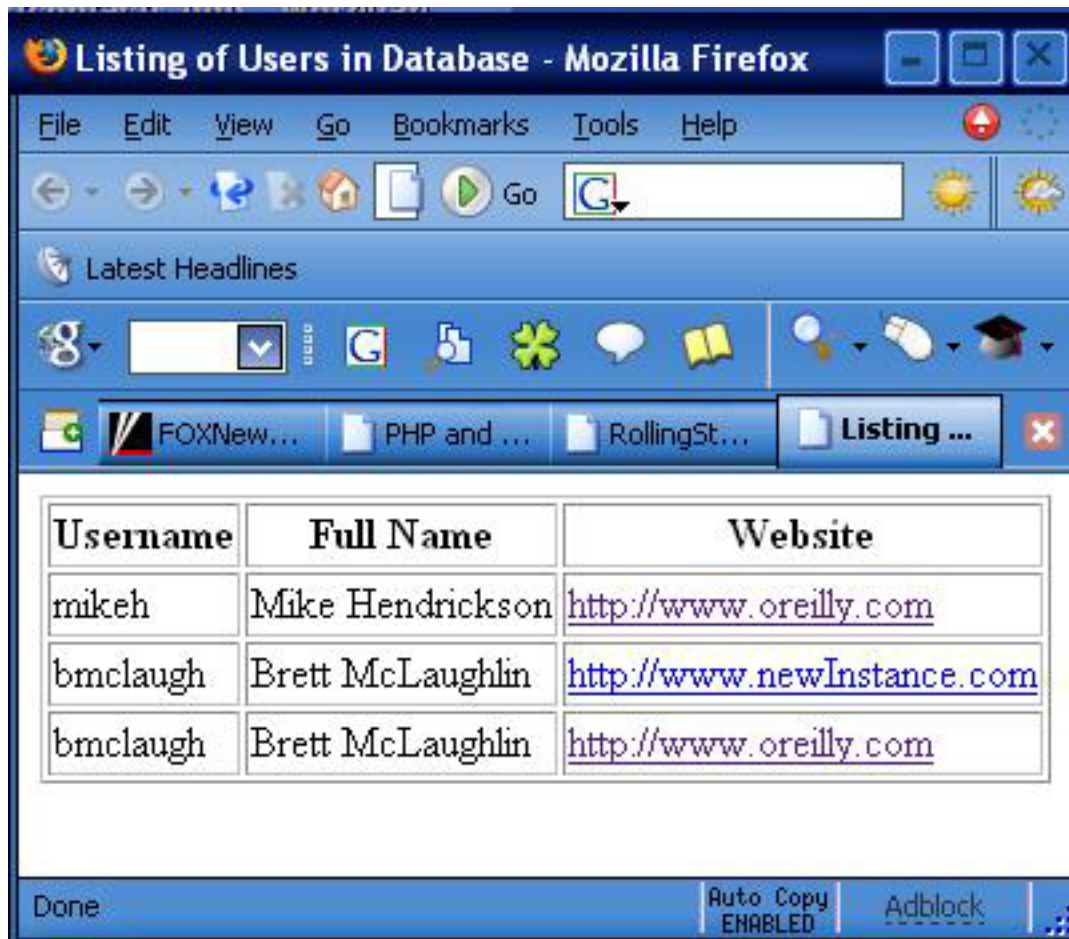 Listing of Users in Database - Mozilla Firefox
File Edit View Go Bookmarks Tools Help
Go G
Latest Headlines
g G
FOXNew... PHP and ... RollingSt... Listing ...
Username Full Name Website
mikeh Mike Hendrickson http://www.oreilly.com
bmclaugh Brett McLaughlin http://www.newInstance.com
bmclaugh Brett McLaughlin http://www.oreilly.com
Done Auto Copy ENABLED Adblock